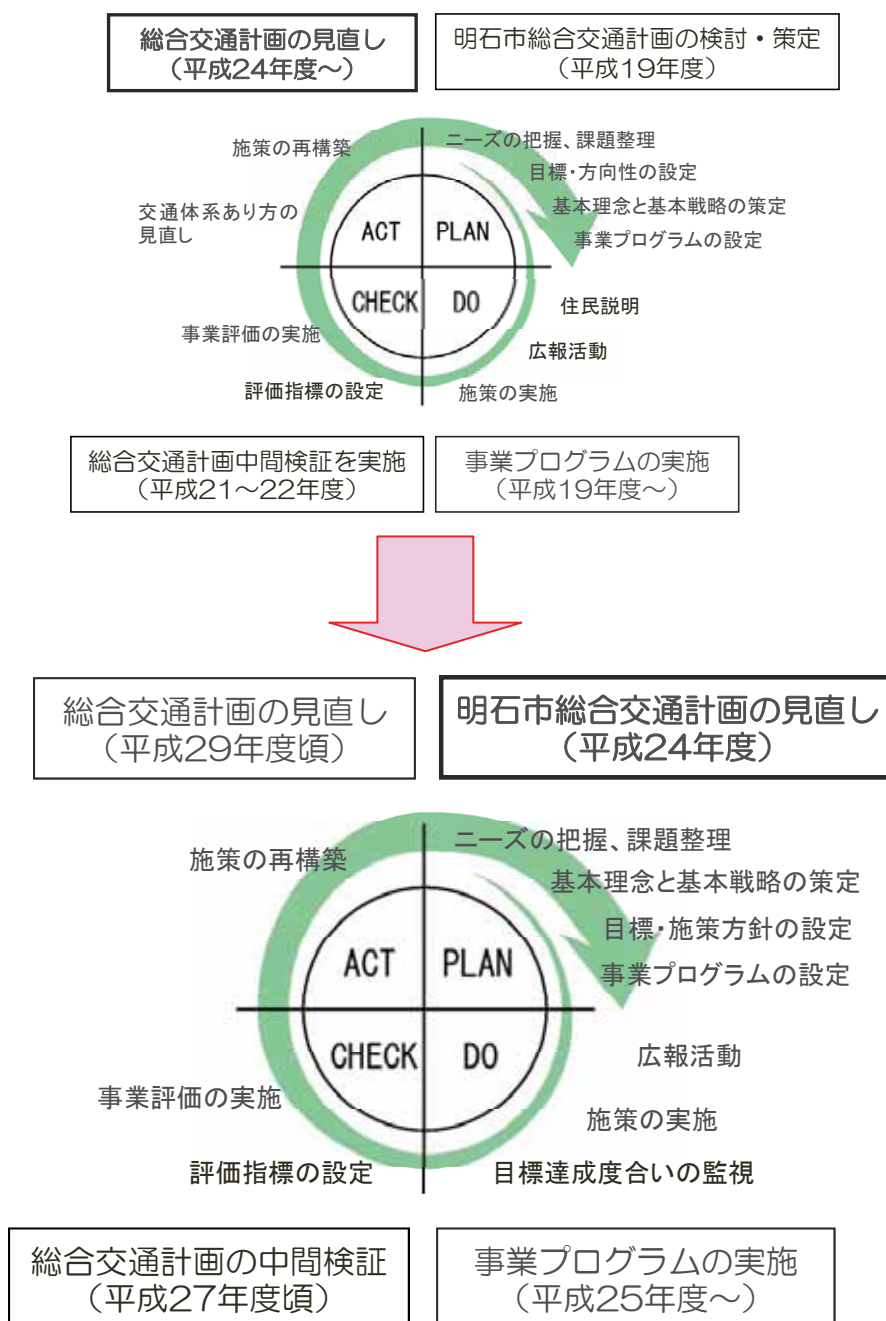 総合交通計画の見直し
（平成24年度～）
明石市総合交通計画の検討・策定
（平成19年度）
施策の再構築
ニーズの把握、課題整理
目標・方向性の設定
交通体系あり方の
見直し
基本理念と基本戦略の策定
事業プログラムの設定
ACT
PLAN
CHECK
DO
住民説明
事業評価の実施
広報活動
評価指標の設定
施策の実施
総合交通計画中間検証を実施
（平成21～22年度）
事業プログラムの実施
（平成19年度～）
総合交通計画の見直し
（平成29年度頃）
明石市総合交通計画の見直し
（平成24年度）
施策の再構築
ニーズの把握、課題整理
基本理念と基本戦略の策定
目標・施策方針の設定
事業プログラムの設定
ACT
PLAN
CHECK
DO
広報活動
事業評価の実施
施策の実施
評価指標の設定
目標達成度合いの監視
総合交通計画の中間検証
（平成27年度頃）
事業プログラムの実施
（平成25年度～）